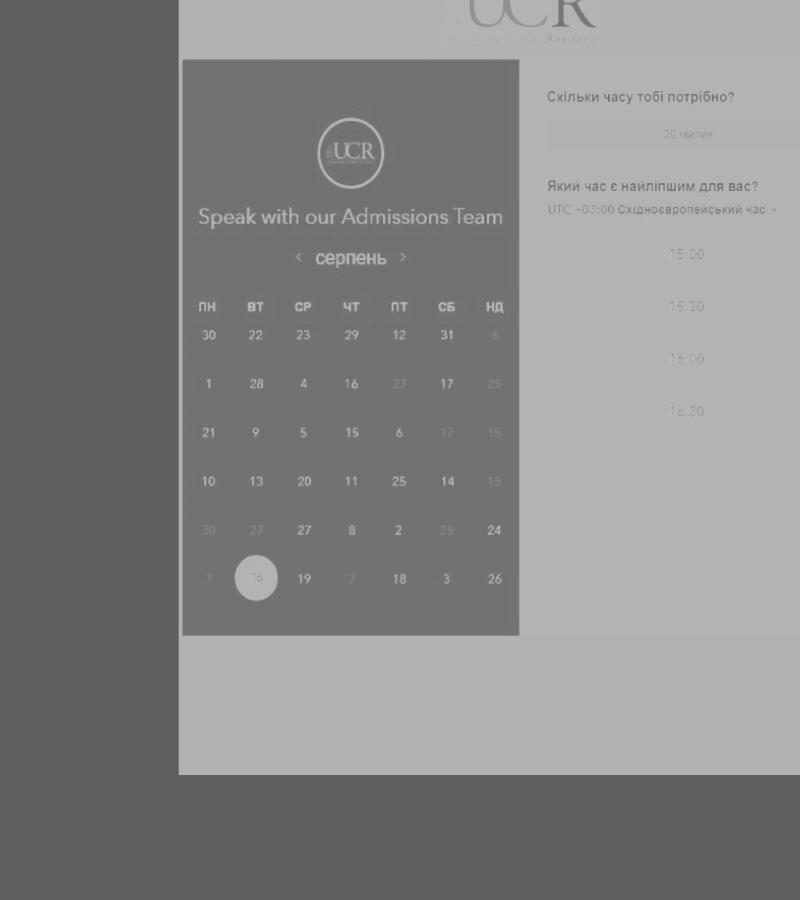 UCR
UCR
Speak with our Admissions Team
< серпень >
ПН ВТ СР ЧТ ПТ СБ НД
30 22 23 29 12 31 6
1 28 4 16 27 17 25
21 9 5 15 6 17 15
10 13 20 11 25 14 15
30 27 27 8 2 25 24
7 16 19 7 18 3 26
Скільки часу тобі потрібно?
30 хвилин
Який час є найліпшим для вас?
UTC +03:00 Східноєвропейський час
15:00
15:30
16:00
16:30